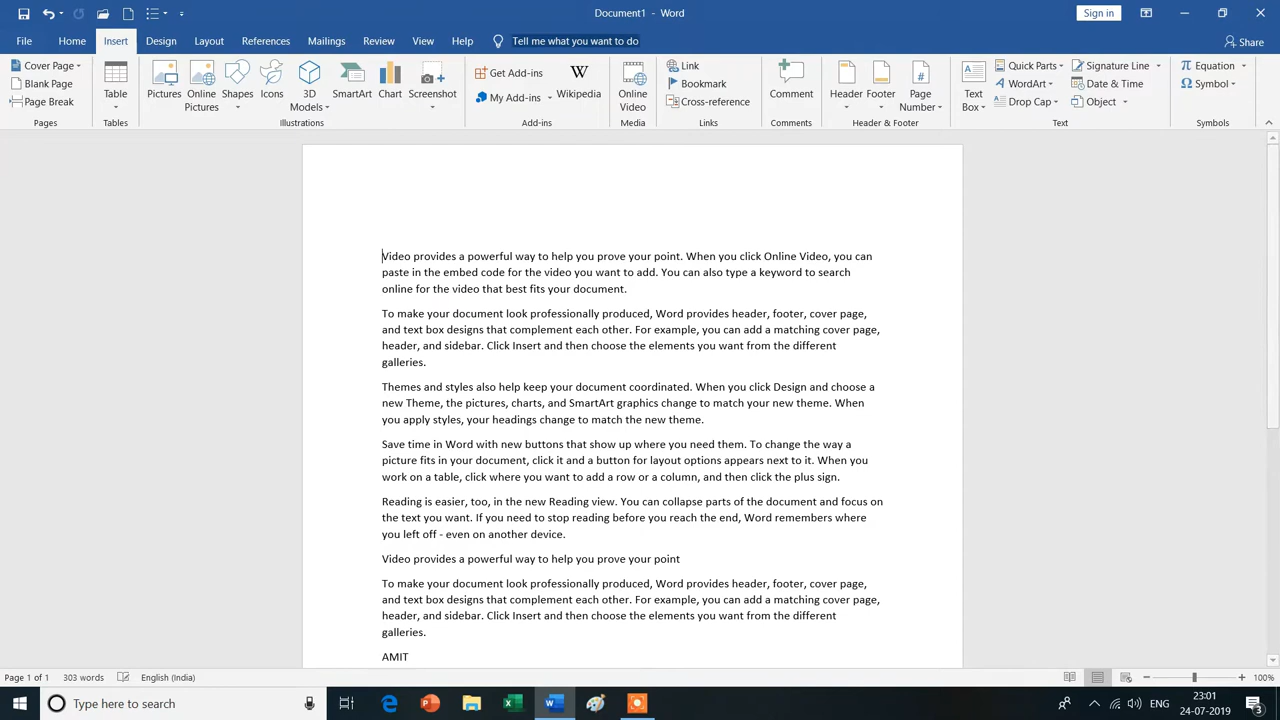 Document1 - Word
Sign in
File Home Insert Design Layout References Mailings Review View Help Tell me what you want to do Share
Cover Page
Blank Page
Page Break
Pages
Table
Tables
Pictures
Online Pictures
Shapes
Icons
3D Models
SmartArt
Chart
Screenshot
Illustrations
Get Add-ins
My Add-ins
Wikipedia
Add-ins
Online Video
Media
Link
Bookmark
Cross-reference
Links
Comment
Comments
Header
Footer
Page Number
Header & Footer
Text Box
Quick Parts
WordArt
Drop Cap
Signature Line
Date & Time
Object
Text
Equation
Symbol
Symbols
Video provides a powerful way to help you prove your point. When you click Online Video, you can
paste in the embed code for the video you want to add. You can also type a keyword to search
online for the video that best fits your document.
To make your document look professionally produced, Word provides header, footer, cover page,
and text box designs that complement each other. For example, you can add a matching cover page,
header, and sidebar. Click Insert and then choose the elements you want from the different
galleries.
Themes and styles also help keep your document coordinated. When you click Design and choose a
new Theme, the pictures, charts, and SmartArt graphics change to match your new theme. When
you apply styles, your headings change to match the new theme.
Save time in Word with new buttons that show up where you need them. To change the way a
picture fits in your document, click it and a button for layout options appears next to it. When you
work on a table, click where you want to add a row or a column, and then click the plus sign.
Reading is easier, too, in the new Reading view. You can collapse parts of the document and focus on
the text you want. If you need to stop reading before you reach the end, Word remembers where
you left off - even on another device.
Video provides a powerful way to help you prove your point
To make your document look professionally produced, Word provides header, footer, cover page,
and text box designs that complement each other. For example, you can add a matching cover page,
header, and sidebar. Click Insert and then choose the elements you want from the different
galleries.
AMIT
Page 1 of 1 303 words English (India) 100%
Type here to search
ENG
23:01
24-07-2019
3